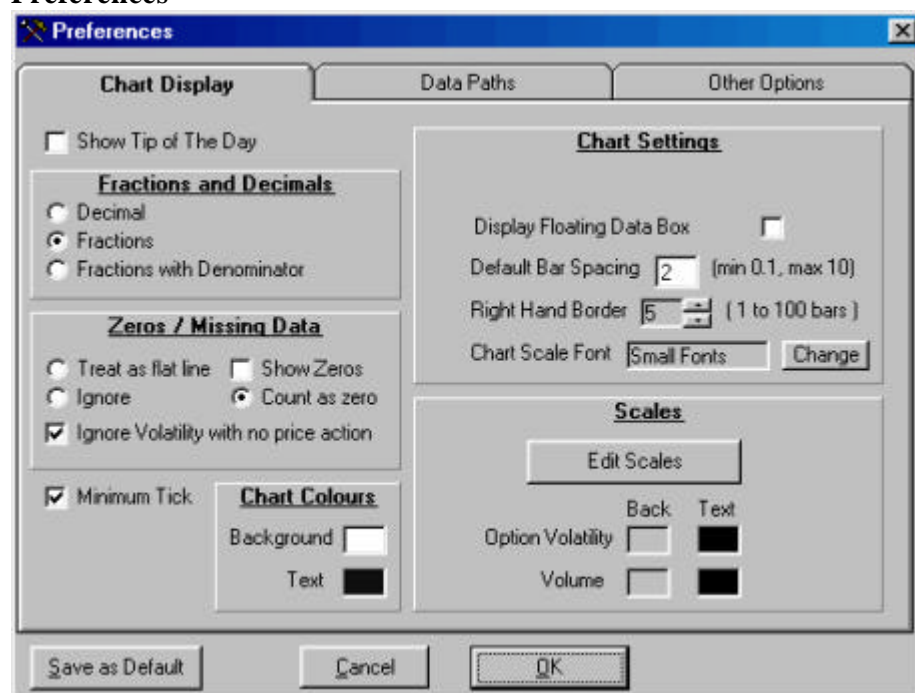 Preferences
Preferences
Chart Display
Data Paths
Other Options
Show Tip of The Day
Fractions and Decimals
Decimal
Fractions
Fractions with Denominator
Zeros / Missing Data
Treat as flat line
Show Zeros
Ignore
Count as zero
Ignore Volatility with no price action
Minimum Tick
Chart Colours
Background
Text
Chart Settings
Display Floating Data Box
Default Bar Spacing 2 (min 0.1, max 10)
Right Hand Border 5 ( 1 to 100 bars )
Chart Scale Font Small Fonts Change
Scales
Edit Scales
Back Text
Option Volatility
Volume
Save as Default
Cancel
OK